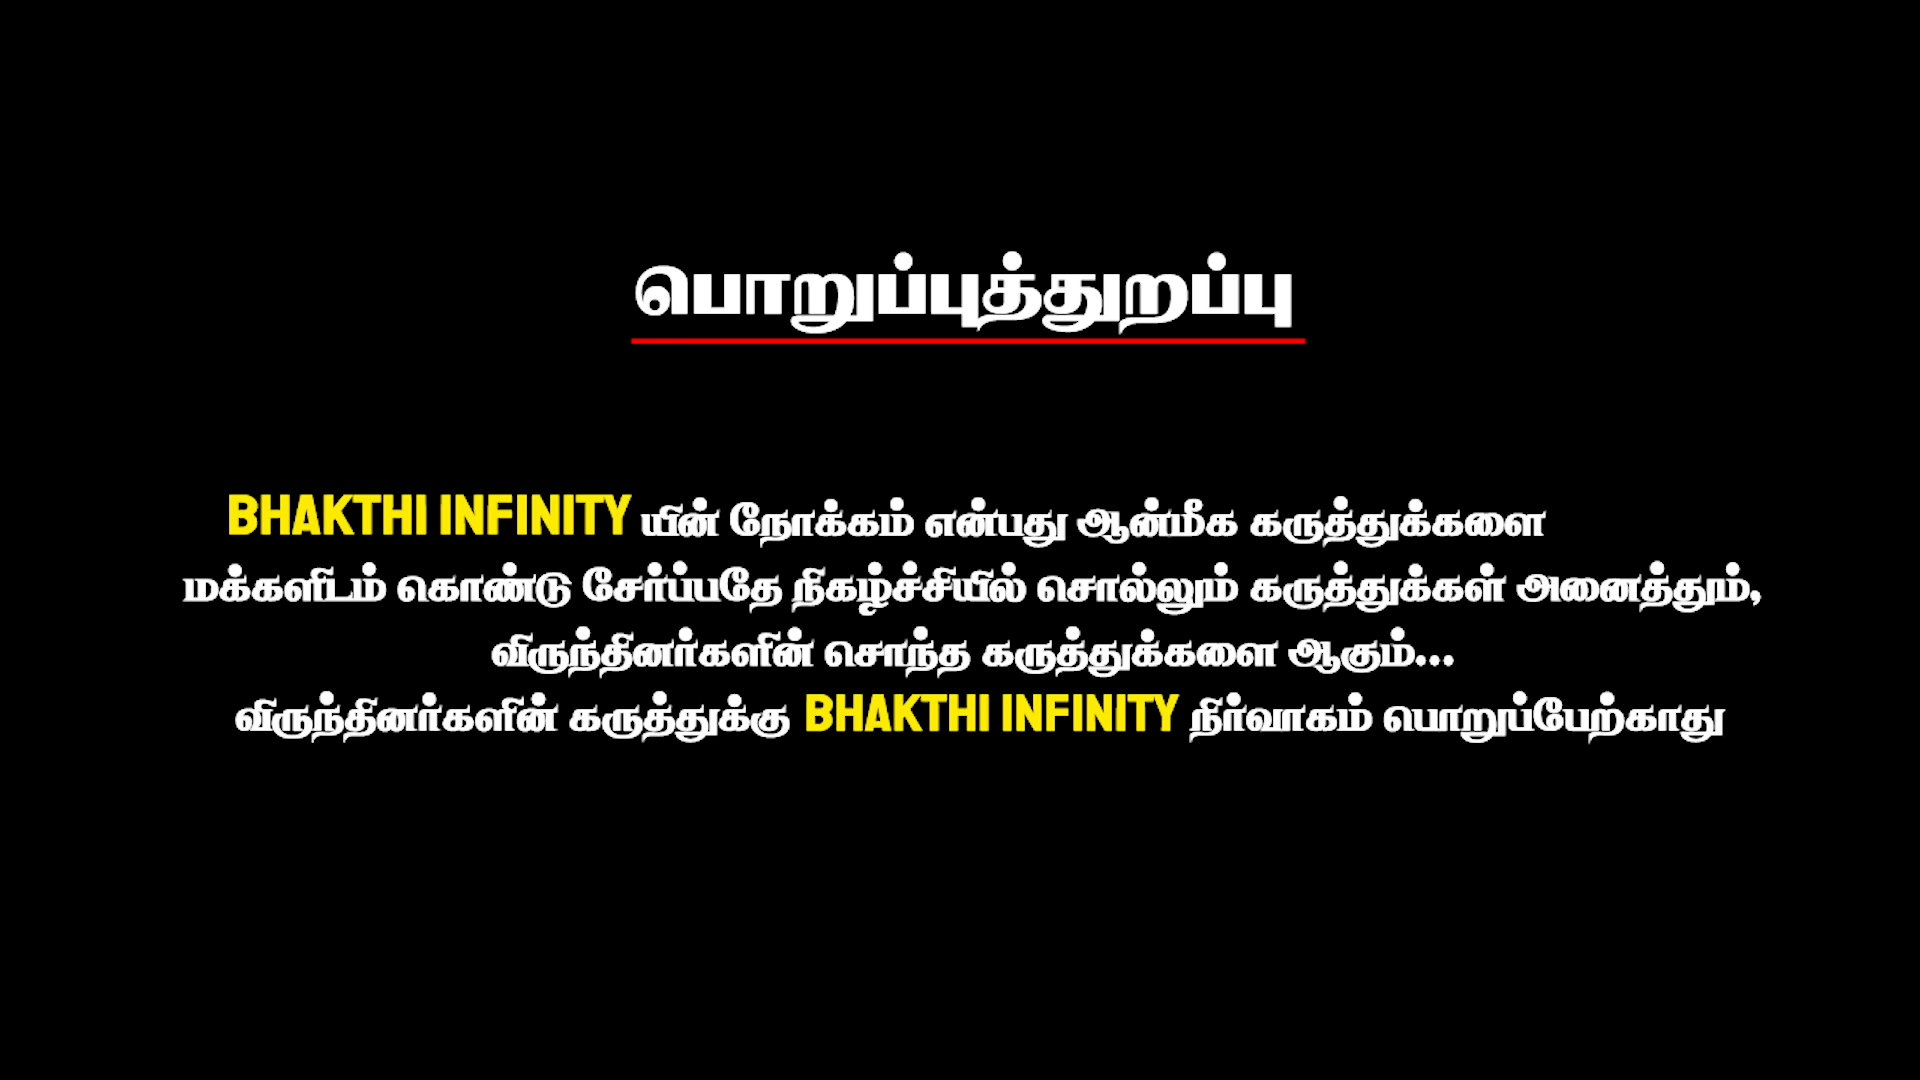 பொறுப்புத்துறப்பு
BHAKTHI INFINITY யின் நோக்கம் என்பது ஆன்மீக கருத்துக்களை
மக்களிடம் கொண்டு சேர்ப்பதே நிகழ்ச்சியில் சொல்லும் கருத்துக்கள் அனைத்தும்,
விருந்தினர்களின் சொந்த கருத்துக்களை ஆகும்...
விருந்தினர்களின் கருத்துக்கு BHAKTHI INFINITY நிர்வாகம் பொறுப்பேற்காது